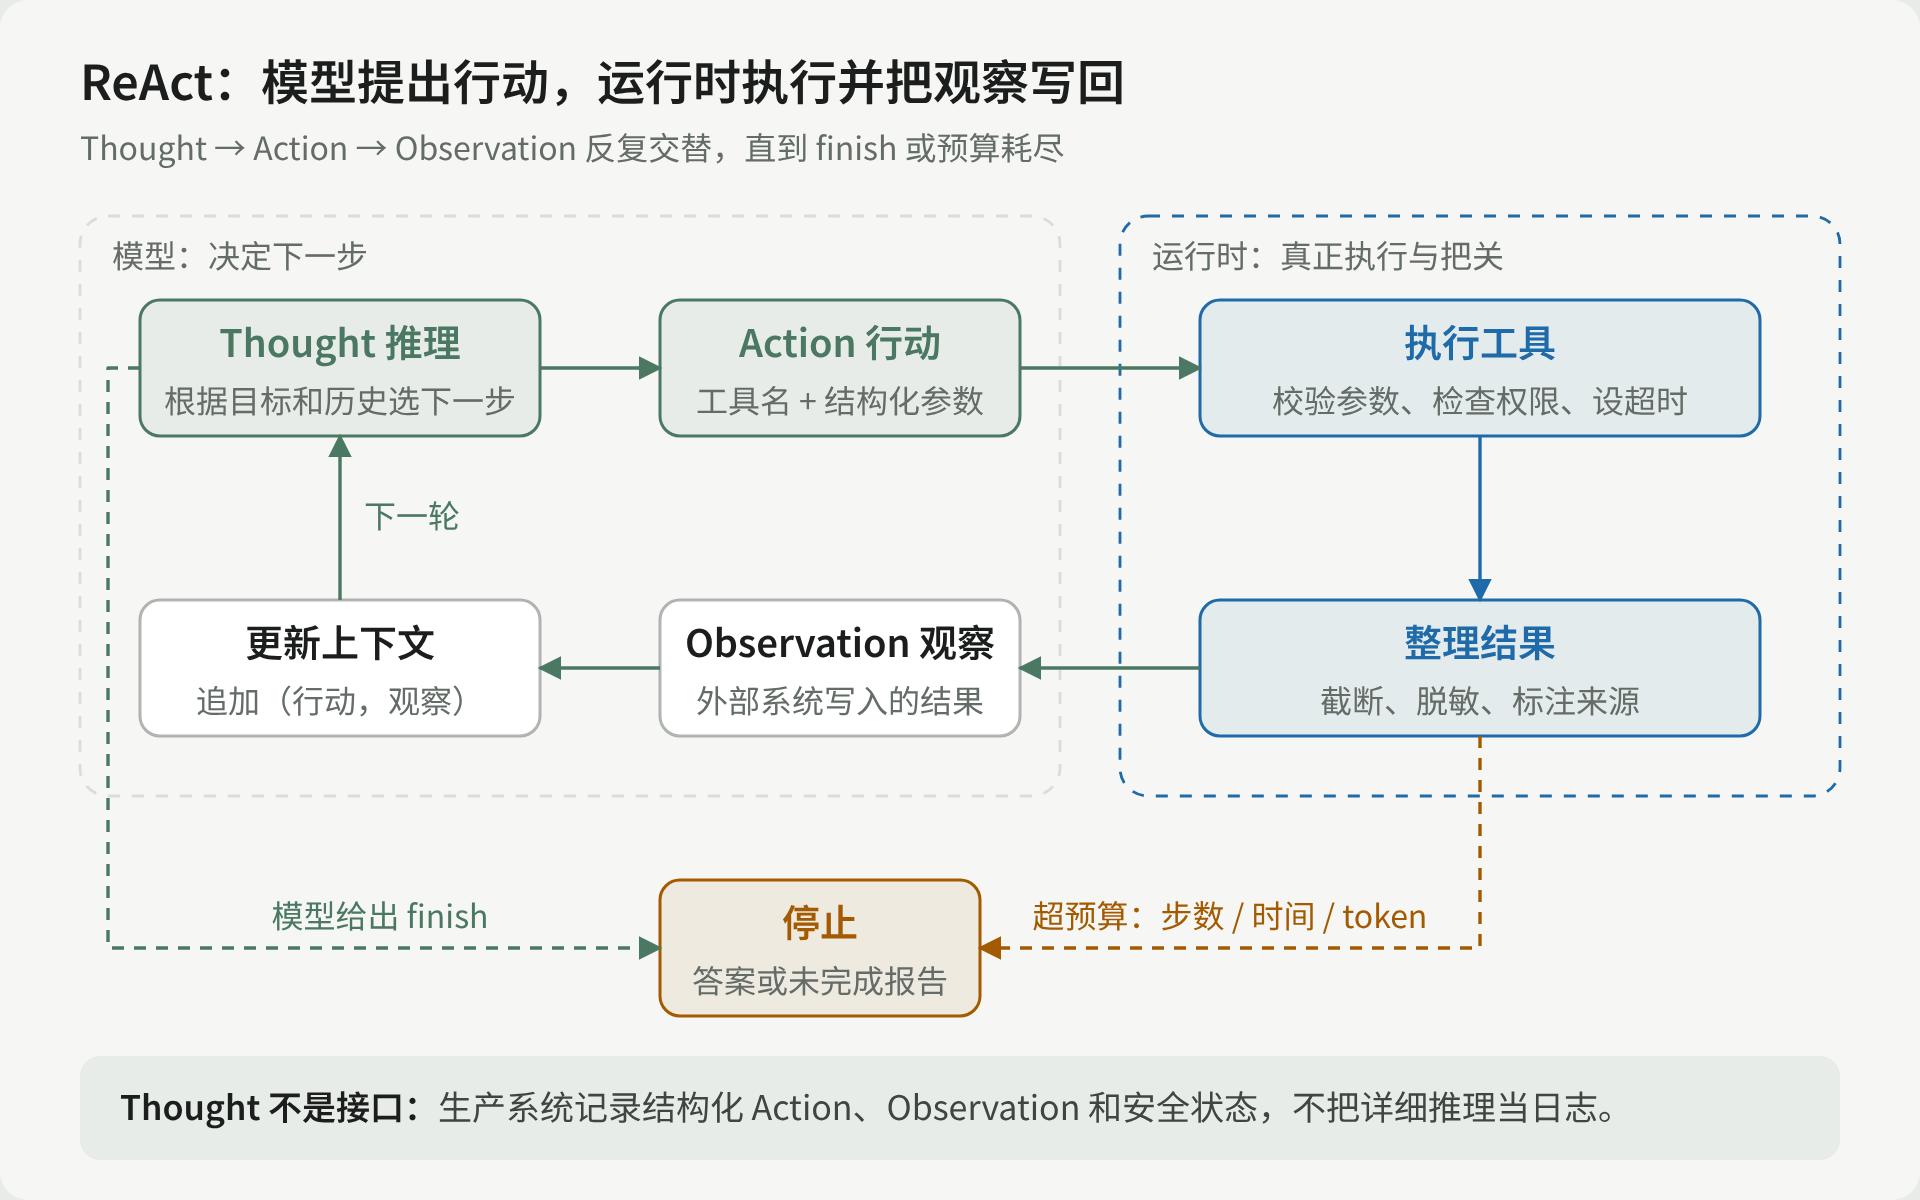 ReAct：模型提出行动，运行时执行并把观察写回
Thought → Action → Observation 反复交替，直到 finish 或预算耗尽
模型：决定下一步
运行时：真正执行与把关
Thought 推理
根据目标和历史选下一步
Action 行动
工具名 + 结构化参数
执行工具
校验参数、检查权限、设超时
下一轮
更新上下文
追加（行动，观察）
Observation 观察
外部系统写入的结果
整理结果
截断、脱敏、标注来源
模型给出 finish
停止
答案或未完成报告
超预算：步数 / 时间 / token
Thought 不是接口：生产系统记录结构化 Action、Observation 和安全状态，不把详细推理当日志。